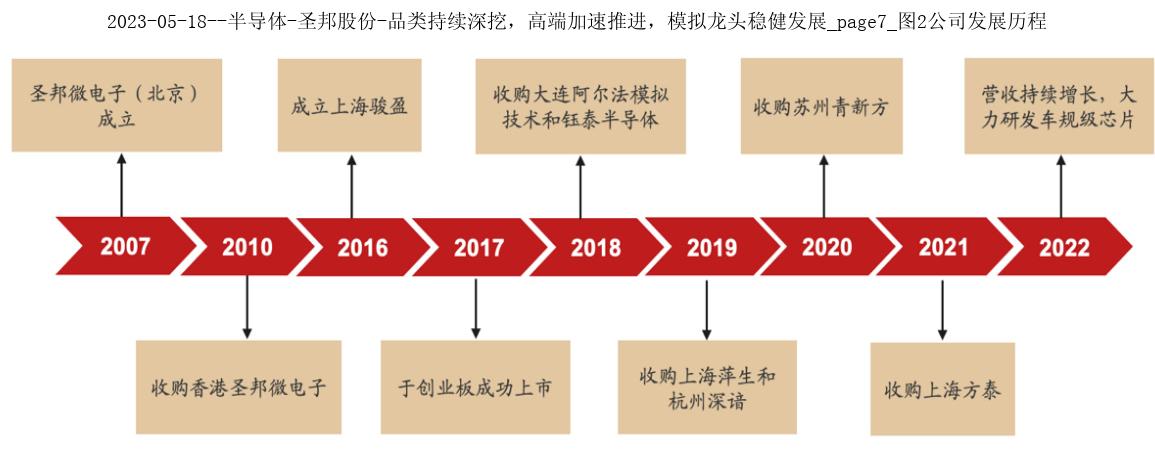 2023-05-18--半导体-圣邦股份-品类持续深挖，高端加速推进，模拟龙头稳健发展_page7_图2公司发展历程
圣邦微电子（北京）
成立
成立上海骏盈
收购大连阿尔法模拟
技术和钰泰半导体
收购苏州青新方
营收持续增长，大
力研发车规级芯片
2007
2010
2016
2017
2018
2019
2020
2021
2022
收购香港圣邦微电子
于创业板成功上市
收购上海萍生和
杭州深谙
收购上海方泰